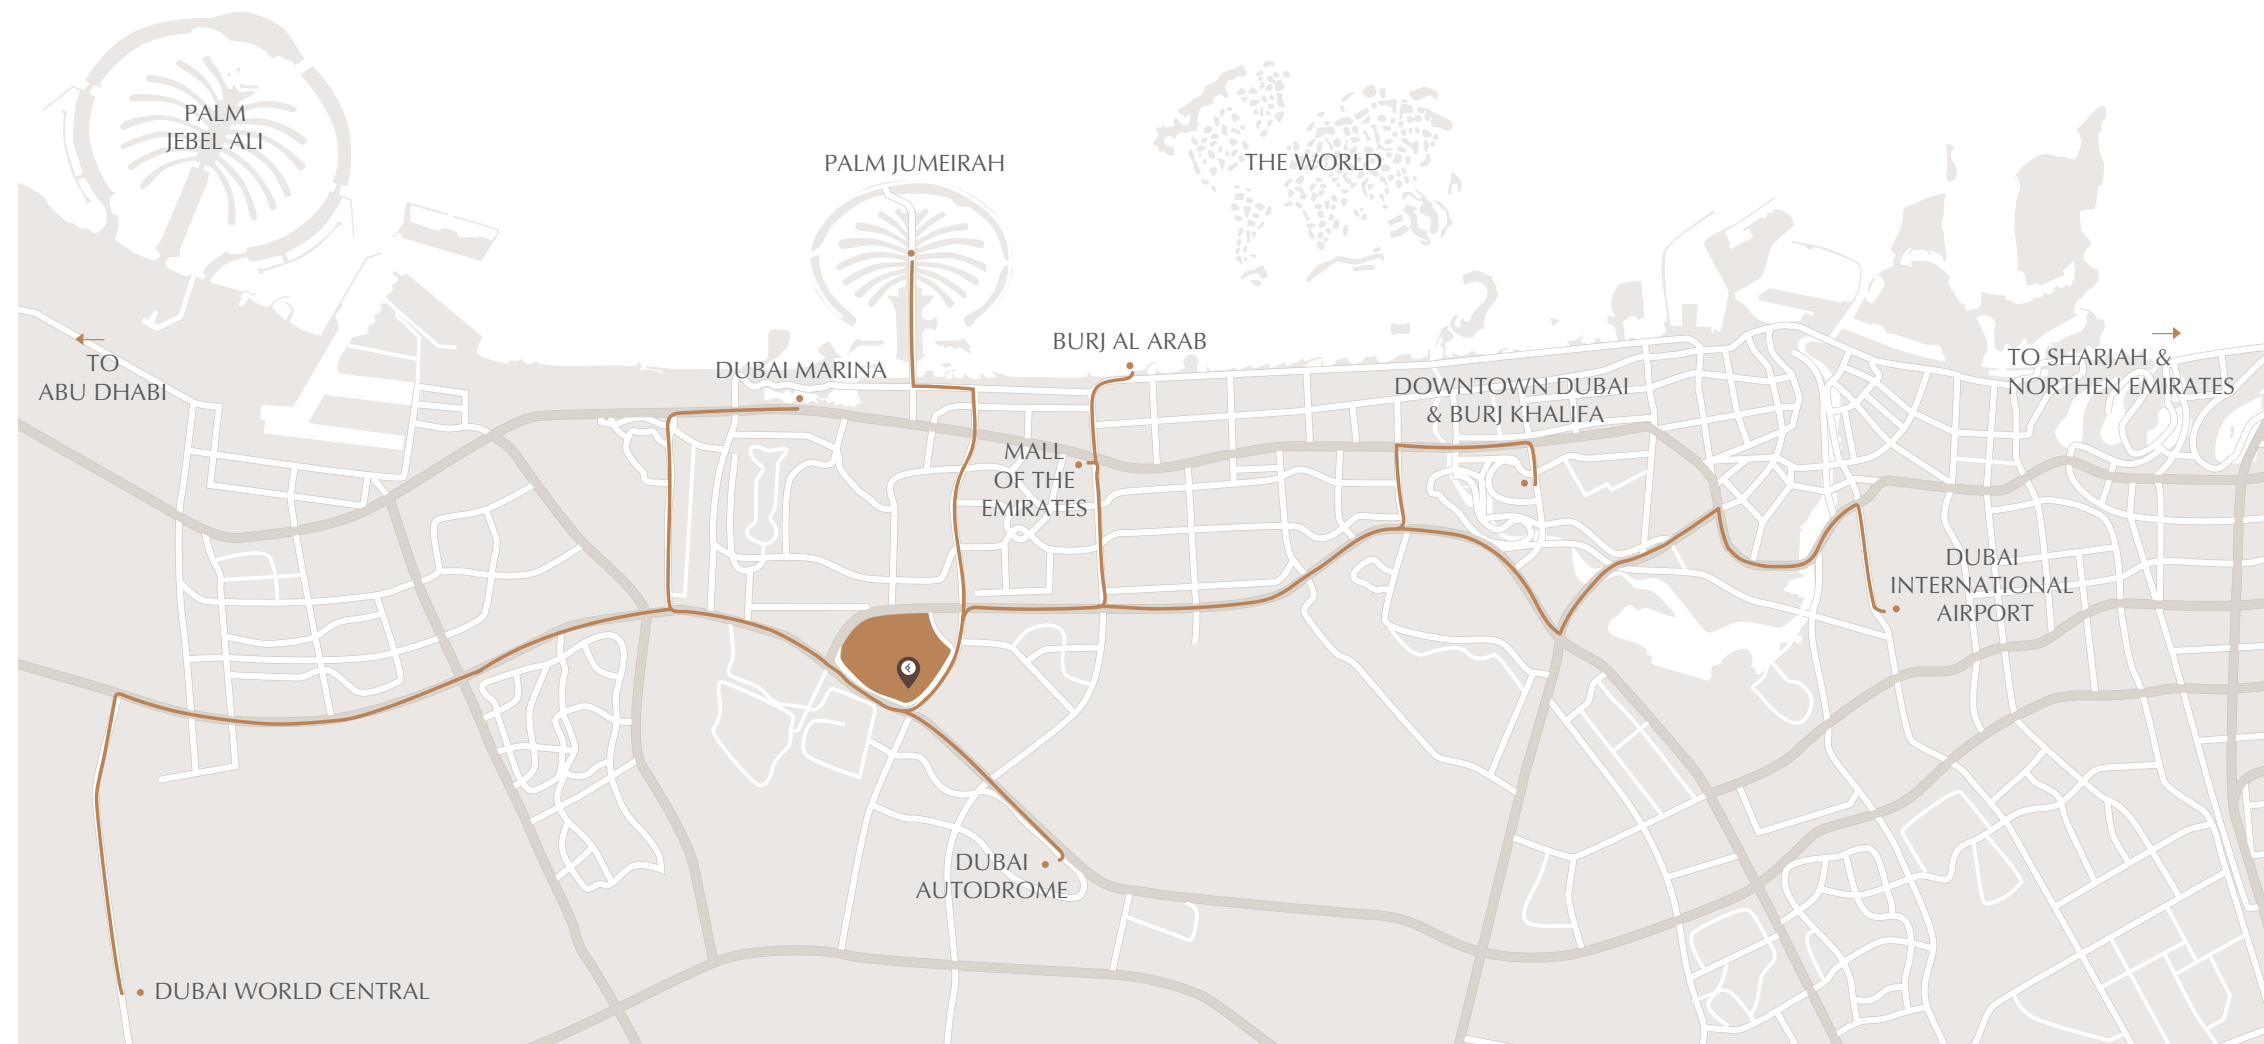 PALM
JEBEL ALI
PALM JUMEIRAH
THE WORLD
BURJ AL ARAB
DUBAI MARINA
TO
ABU DHABI
TO SHARJAH &
NORTHEN EMIRATES
DOWNTOWN DUBAI
& BURJ KHALIFA
MALL
OF THE
EMIRATES
DUBAI
INTERNATIONAL
AIRPORT
DUBAI
AUTODROME
DUBAI WORLD CENTRAL